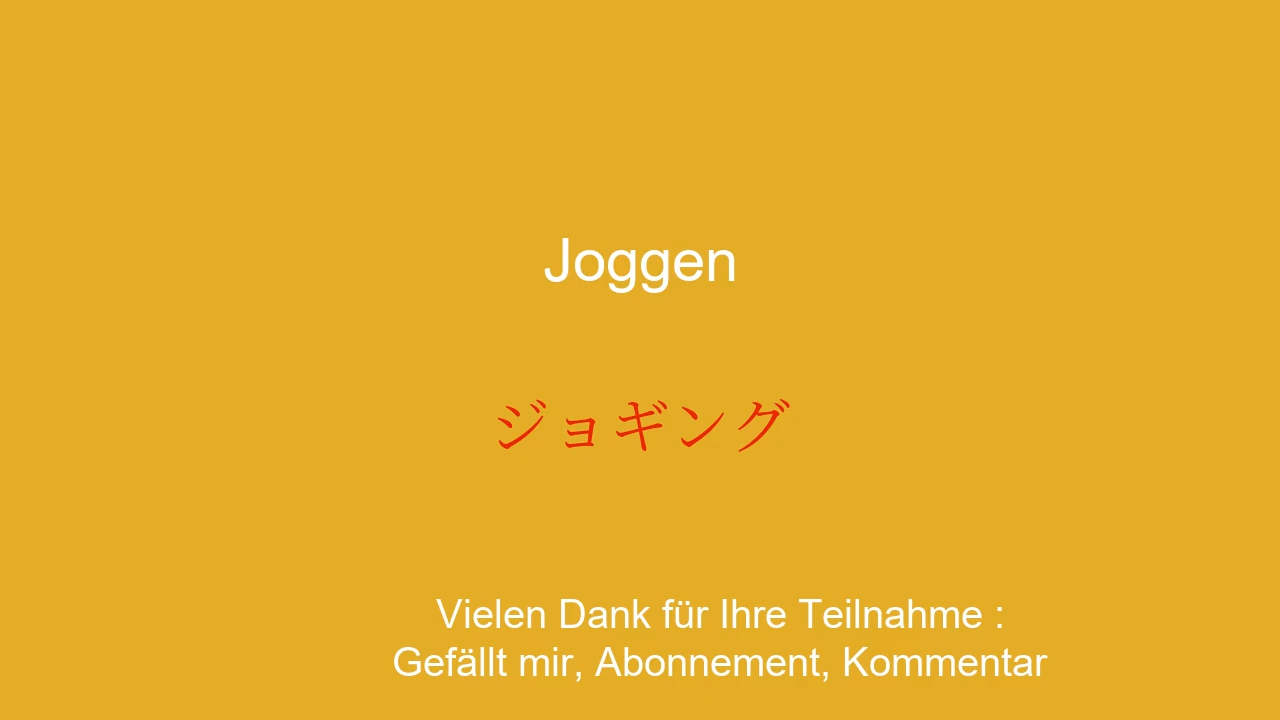 Joggen
ジョギング
Vielen Dank für Ihre Teilnahme :
Gefällt mir, Abonnement, Kommentar